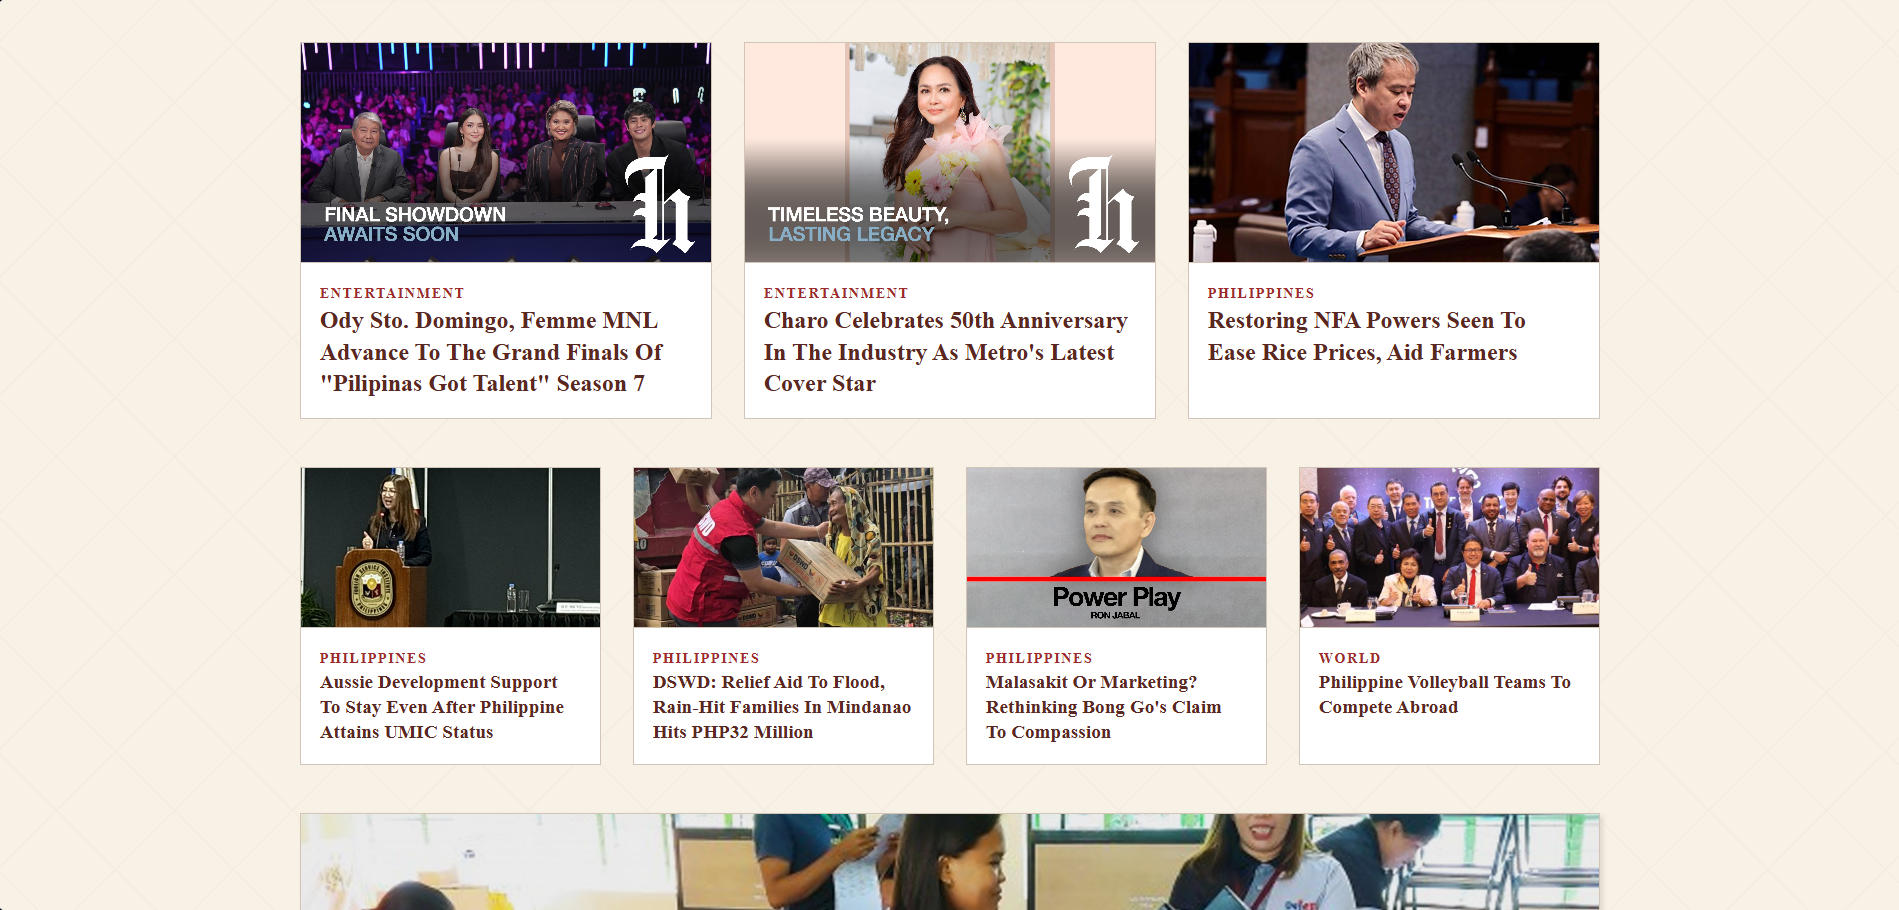 FINAL SHOWDOWN
AWAITS SOON
h
ENTERTAINMENT
Ody Sto. Domingo, Femme MNL
Advance To The Grand Finals Of
"Pilipinas Got Talent" Season 7
TIMELESS BEAUTY,
LASTING LEGACY
h
ENTERTAINMENT
Charo Celebrates 50th Anniversary
In The Industry As Metro's Latest
Cover Star
PHILIPPINES
Restoring NFA Powers Seen To
Ease Rice Prices, Aid Farmers
PHILIPPINES
Aussie Development Support
To Stay Even After Philippine
Attains UMIC Status
DSWD
DSWD
PHILIPPINES
DSWD: Relief Aid To Flood,
Rain-Hit Families In Mindanao
Hits PHP32 Million
Power Play
RON JABAL
PHILIPPINES
Malasakit Or Marketing?
Rethinking Bong Go's Claim
To Compassion
WORLD
Philippine Volleyball Teams To
Compete Abroad